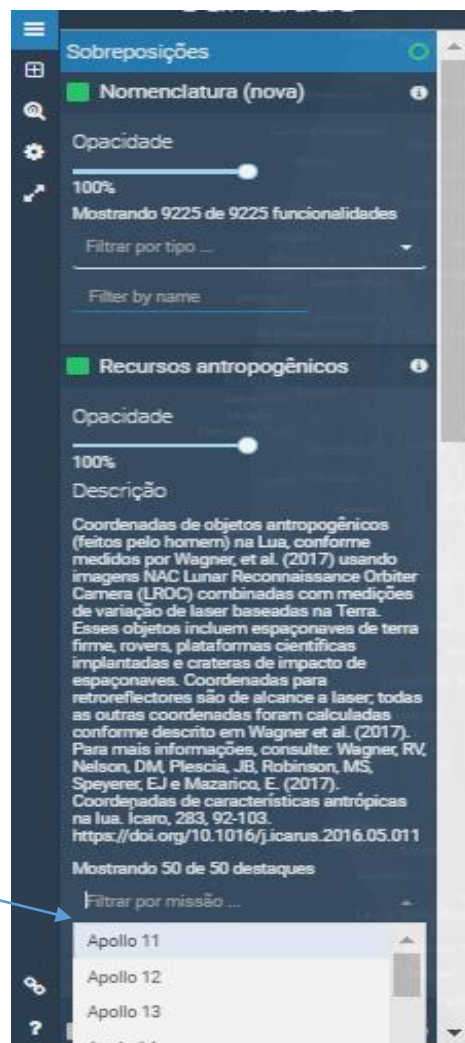 Sobreposições
Nomenclatura (nova)
Opacidade
100%
Mostrando 9225 de 9225 funcionalidades
Filtrar por tipo ...
Filter by name
Recursos antropogênicos
Opacidade
100%
Descrição
Coordenadas de objetos antropogênicos
(feitos pelo homem) na Lua, conforme
medidos por Wagner, et al. (2017) usando
imagens NAC Lunar Reconnaissance Orbiter
Camera (LROC) combinadas com medições
de variação de laser baseadas na Terra.
Esses objetos incluem espaçonaves de terra
firme, rovers, plataformas científicas
implantadas e crateras de impacto de
espaçonaves. Coordenadas para
retroreflectores são de alcance a laser; todas
as outras coordenadas foram calculadas
conforme descrito em Wagner et al. (2017).
Para mais informações, consulte: Wagner, RV,
Nelson, DM, Plescia, JB, Robinson, MS,
Speyerer, EJ e Mazarico, E. (2017).
Coordenadas de características antrópicas
na lua. Ícaro, 283, 92-103.
https://doi.org/10.1016/j.icarus.2016.05.011
Mostrando 50 de 50 destaques
Filtrar por missão ...
Apollo 11
Apollo 12
Apollo 13
?